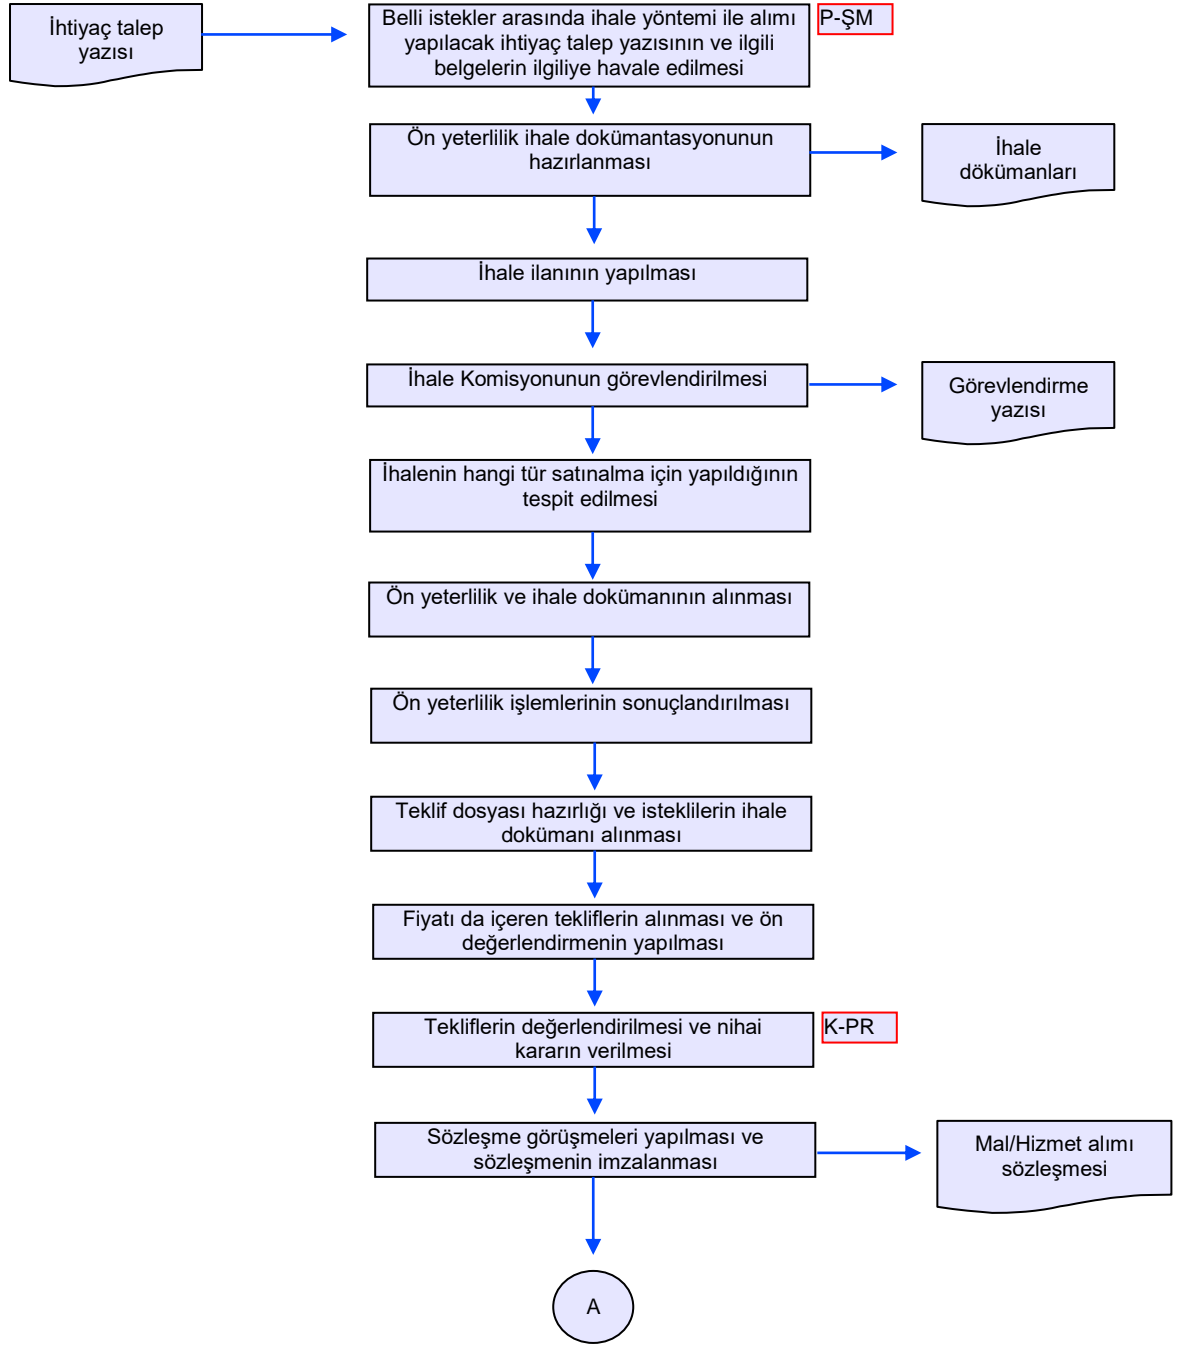 İhtiyaç talep
yazısı
Belli istekler arasında ihale yöntemi ile alımı
yapılacak ihtiyaç talep yazısının ve ilgili
belgelerin ilgiliye havale edilmesi
P-ŞM
Ön yeterlilik ihale dokümantasyonunun
hazırlanması
İhale
dökümanları
İhale ilanının yapılması
İhale Komisyonunun görevlendirilmesi
Görevlendirme
yazısı
İhalenin hangi tür satınalma için yapıldığının
tespit edilmesi
Ön yeterlilik ve ihale dokümanının alınması
Ön yeterlilik işlemlerinin sonuçlandırılması
Teklif dosyası hazırlığı ve isteklilerin ihale
dokümanı alınması
Fiyatı da içeren tekliflerin alınması ve ön
değerlendirmenin yapılması
Tekliflerin değerlendirilmesi ve nihai
kararın verilmesi
K-PR
Sözleşme görüşmeleri yapılması ve
sözleşmenin imzalanması
Mal/Hizmet alımı
sözleşmesi
A